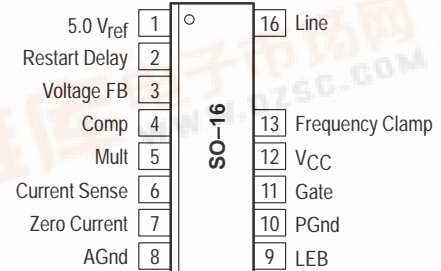 5.0 Vref 1
Restart Delay 2
Voltage FB 3
Comp 4
Mult 5
Current Sense 6
Zero Current 7
AGnd 8
SO–16
16 Line
13 Frequency Clamp
12 VCC
11 Gate
10 PGnd
9 LEB